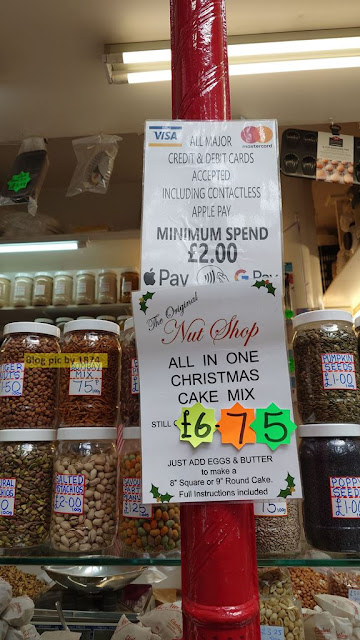 VISA
ALL MAJOR
mastercard
CREDIT & DEBIT CARDS
ACCEPTED
INCLUDING CONTACTLESS
APPLE PAY
MINIMUM SPEND
£2.00
Pay
G Pay
The Original
Nut Shop
ALL IN ONE
CHRISTMAS
CAKE MIX
STILL £6-75
JUST ADD EGGS & BUTTER
to make a
8" Square or 9" Round Cake.
Full Instructions included
Blog pic by 1874
MIX
75
SALTED
PISTACHIOS
£2-00
PUMPKIN
SEEDS
£1-00
POPPY
SEEDS
£1-00